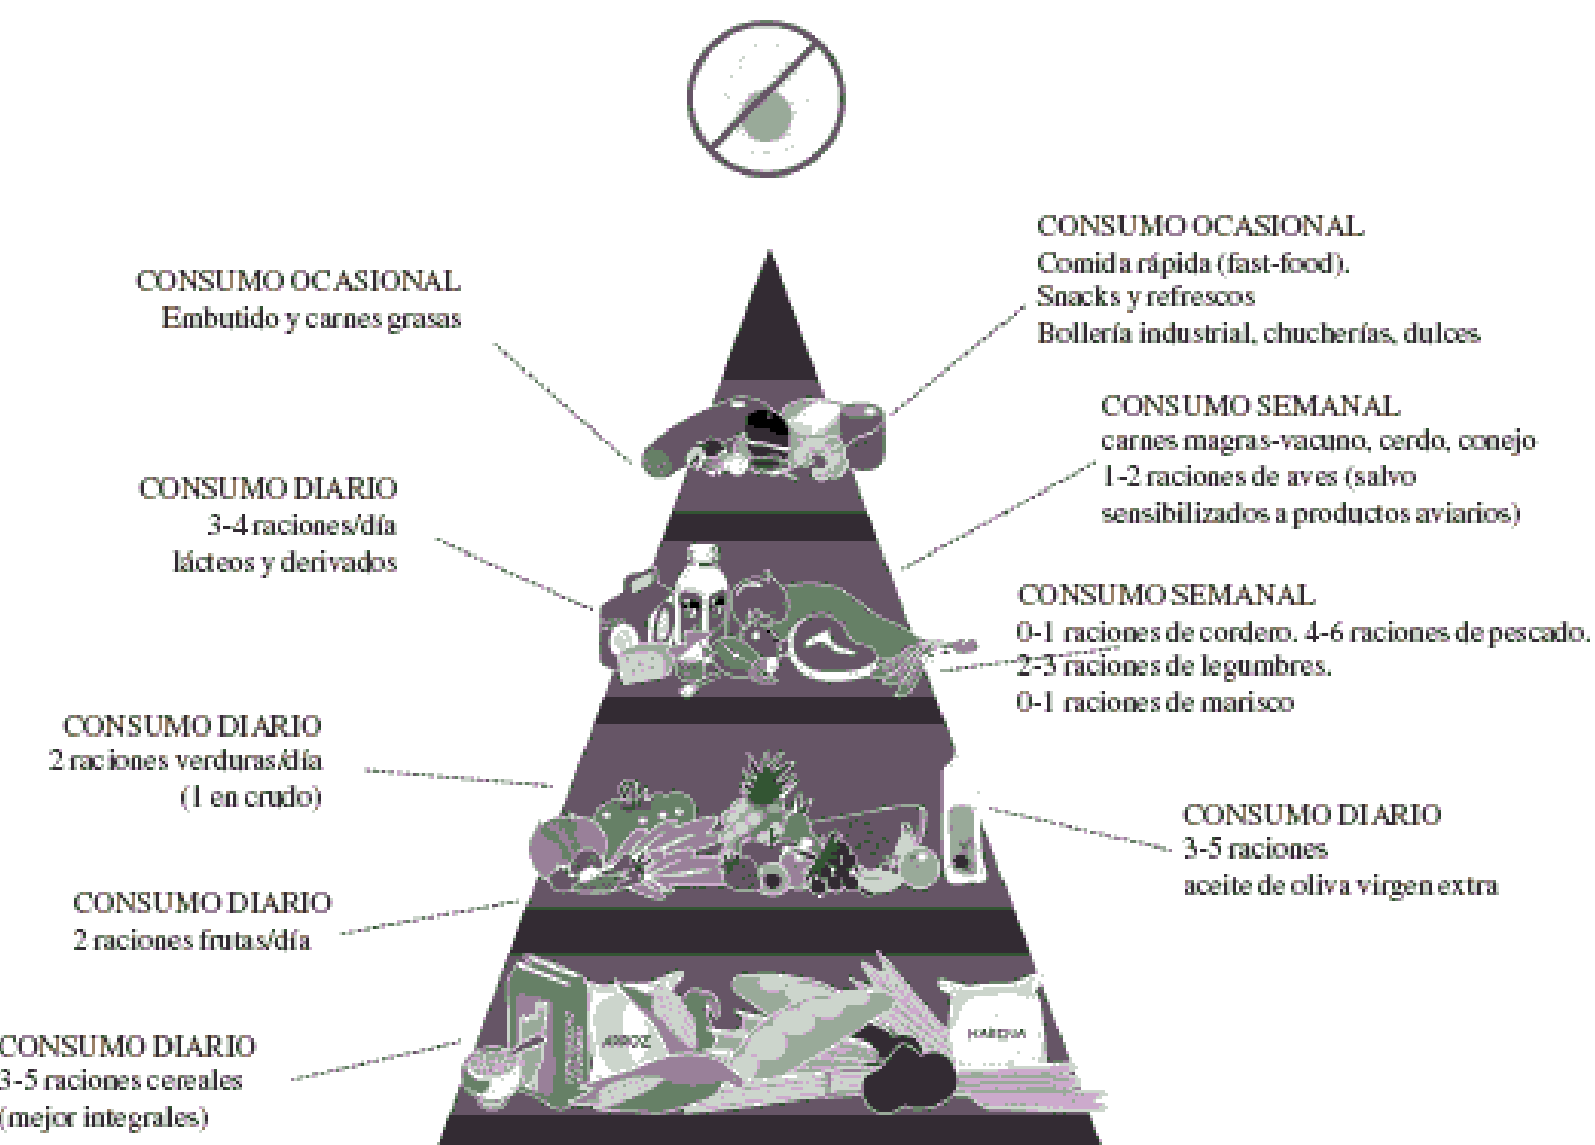 CONSUMO OCASIONAL
Comida rápida (fast-food).
Snacks y refrescos
Bollería industrial, chucherías, dulces
CONSUMO OCASIONAL
Embutido y carnes grasas
CONSUMO SEMANAL
carnes magras-vacuno, cerdo, conejo
1-2 raciones de aves (salvo
sensibilizados a productos aviarios)
CONSUMO DIARIO
3-4 raciones/día
lácteos y derivados
CONSUMO SEMANAL
0-1 raciones de cordero. 4-6 raciones de pescado.
2-3 raciones de legumbres.
0-1 raciones de marisco
CONSUMO DIARIO
2 raciones verduras/día
(1 en crudo)
CONSUMO DIARIO
3-5 raciones
aceite de oliva virgen extra
CONSUMO DIARIO
2 raciones frutas/día
CONSUMO DIARIO
3-5 raciones cereales
(mejor integrales)
ARROZ
HARINA